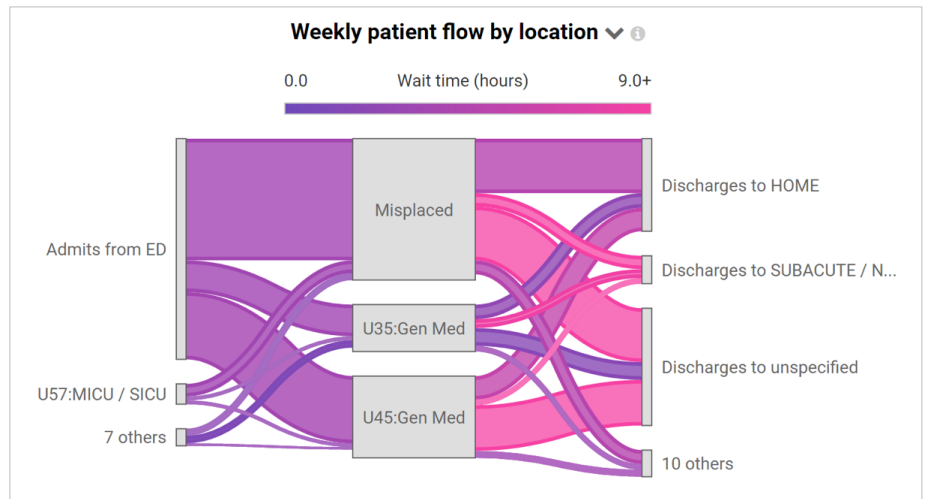 Weekly patient flow by location
0.0 Wait time (hours) 9.0+
Misplaced
Discharges to HOME
Admits from ED
Discharges to SUBACUTE / N...
U35:Gen Med
Discharges to unspecified
U57:MICU / SICU
U45:Gen Med
7 others
10 others